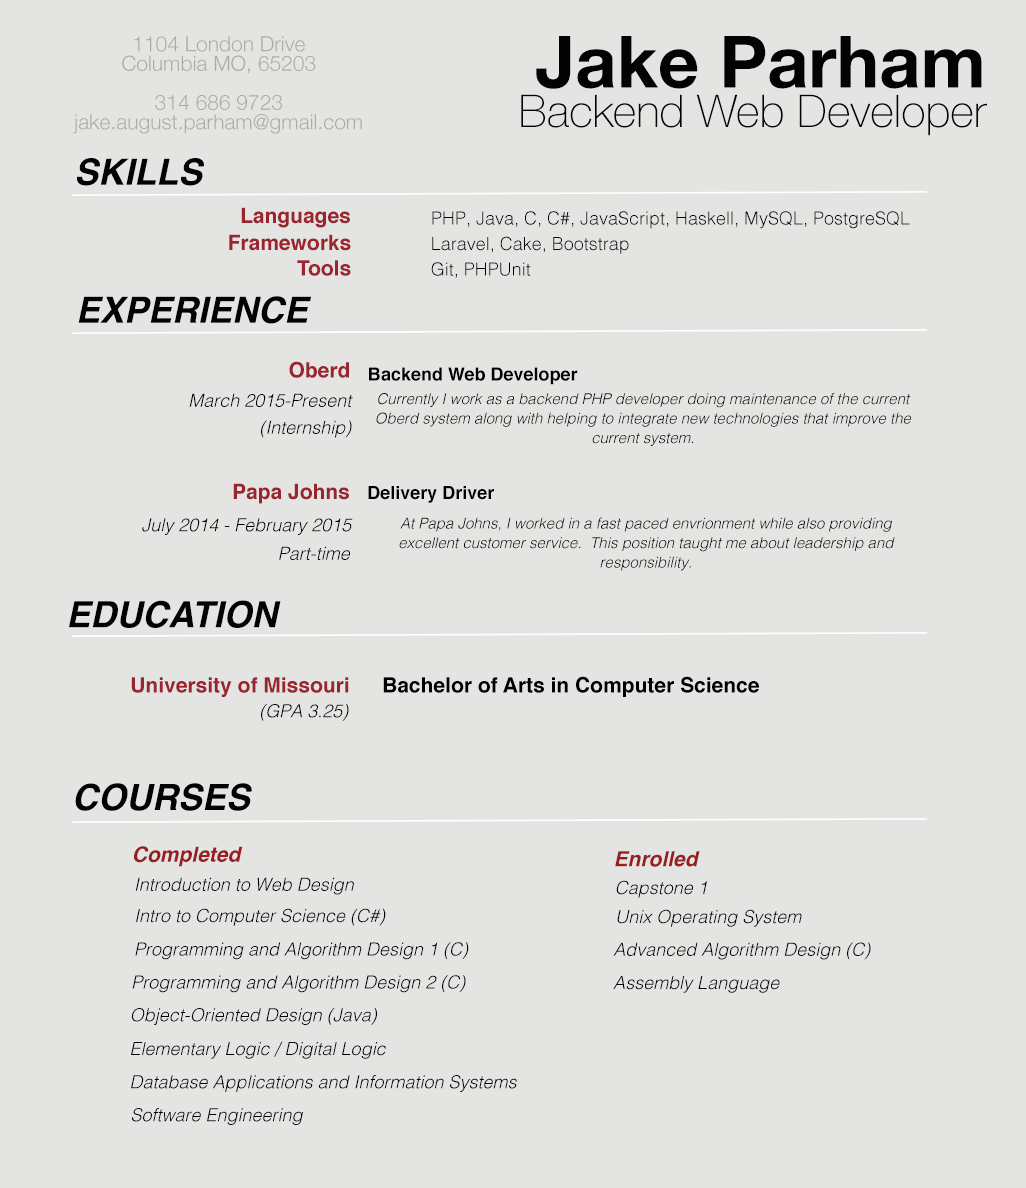 1104 London Drive
Columbia MO, 65203
314 686 9723
jake.august.parham@gmail.com
Jake Parham
Backend Web Developer
SKILLS
Languages PHP, Java, C, C#, JavaScript, Haskell, MySQL, PostgreSQL
Frameworks Laravel, Cake, Bootstrap
Tools Git, PHPUnit
EXPERIENCE
Oberd Backend Web Developer
March 2015-Present
(Internship)
Currently I work as a backend PHP developer doing maintenance of the current
Oberd system along with helping to integrate new technologies that improve the
current system.
Papa Johns Delivery Driver
July 2014 - February 2015
Part-time
At Papa Johns, I worked in a fast paced envrionment while also providing
excellent customer service. This position taught me about leadership and
responsibility.
EDUCATION
University of Missouri Bachelor of Arts in Computer Science
(GPA 3.25)
COURSES
Completed
Introduction to Web Design
Intro to Computer Science (C#)
Programming and Algorithm Design 1 (C)
Programming and Algorithm Design 2 (C)
Object-Oriented Design (Java)
Elementary Logic / Digital Logic
Database Applications and Information Systems
Software Engineering
Enrolled
Capstone 1
Unix Operating System
Advanced Algorithm Design (C)
Assembly Language